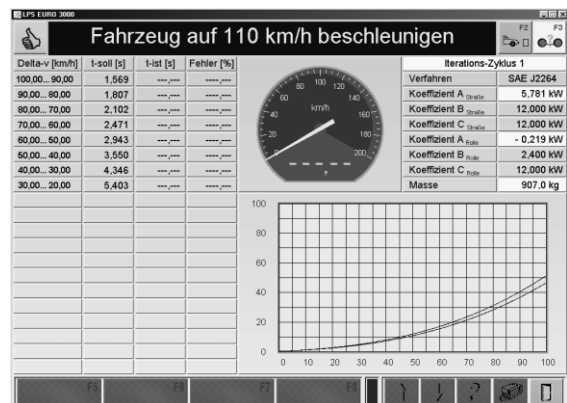 LPS EURO 3000
Fahrzeug auf 110 km/h beschleunigen
F2 F3
Delta-v [km/h] t-soll [s] t-ist [s] Fehler [%]
100,00... 90,00 1,569 ---,--- ----,---
90,00... 80,00 1,807 ---,--- ----,---
80,00... 70,00 2,102 ---,--- ----,---
70,00... 60,00 2,471 ---,--- ----,---
60,00... 50,00 2,943 ---,--- ----,---
50,00... 40,00 3,550 ---,--- ----,---
40,00... 30,00 4,346 ---,--- ----,---
30,00... 20,00 5,403 ---,--- ----,---
20 40 60 80 100 120 140 160 180 200
km/h
Iterations-Zyklus 1
Verfahren SAE J2264
Koeffizient A Straße 5,781 kW
Koeffizient B Straße 12,000 kW
Koeffizient C Straße 12,000 kW
Koeffizient A Rolle - 0,219 kW
Koeffizient B Rolle 2,400 kW
Koeffizient C Rolle 12,000 kW
Masse 907,0 kg
100
80
60
40
20
0
0 10 20 30 40 50 60 70 80 90 100
F5 F6 F7 F8